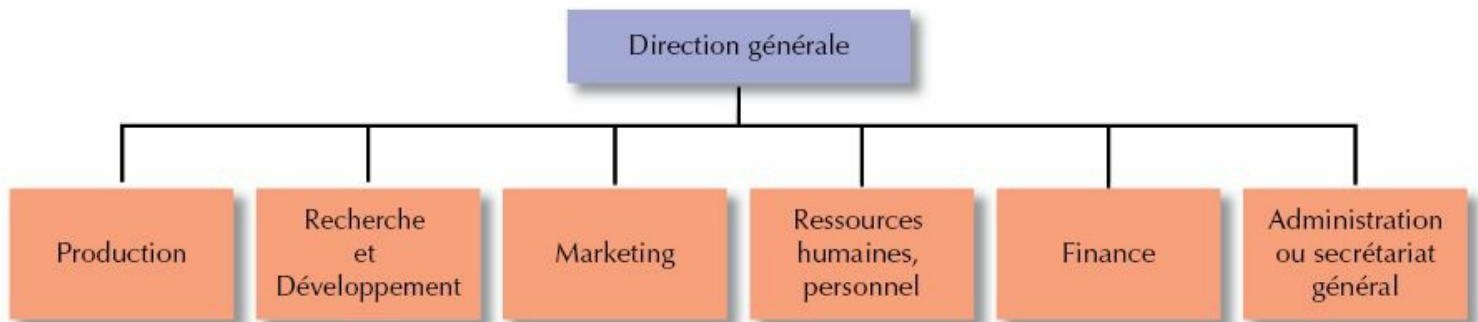 Direction générale
Production
Recherche
et
Développement
Marketing
Ressources
humaines,
personnel
Finance
Administration
ou secrétariat
général